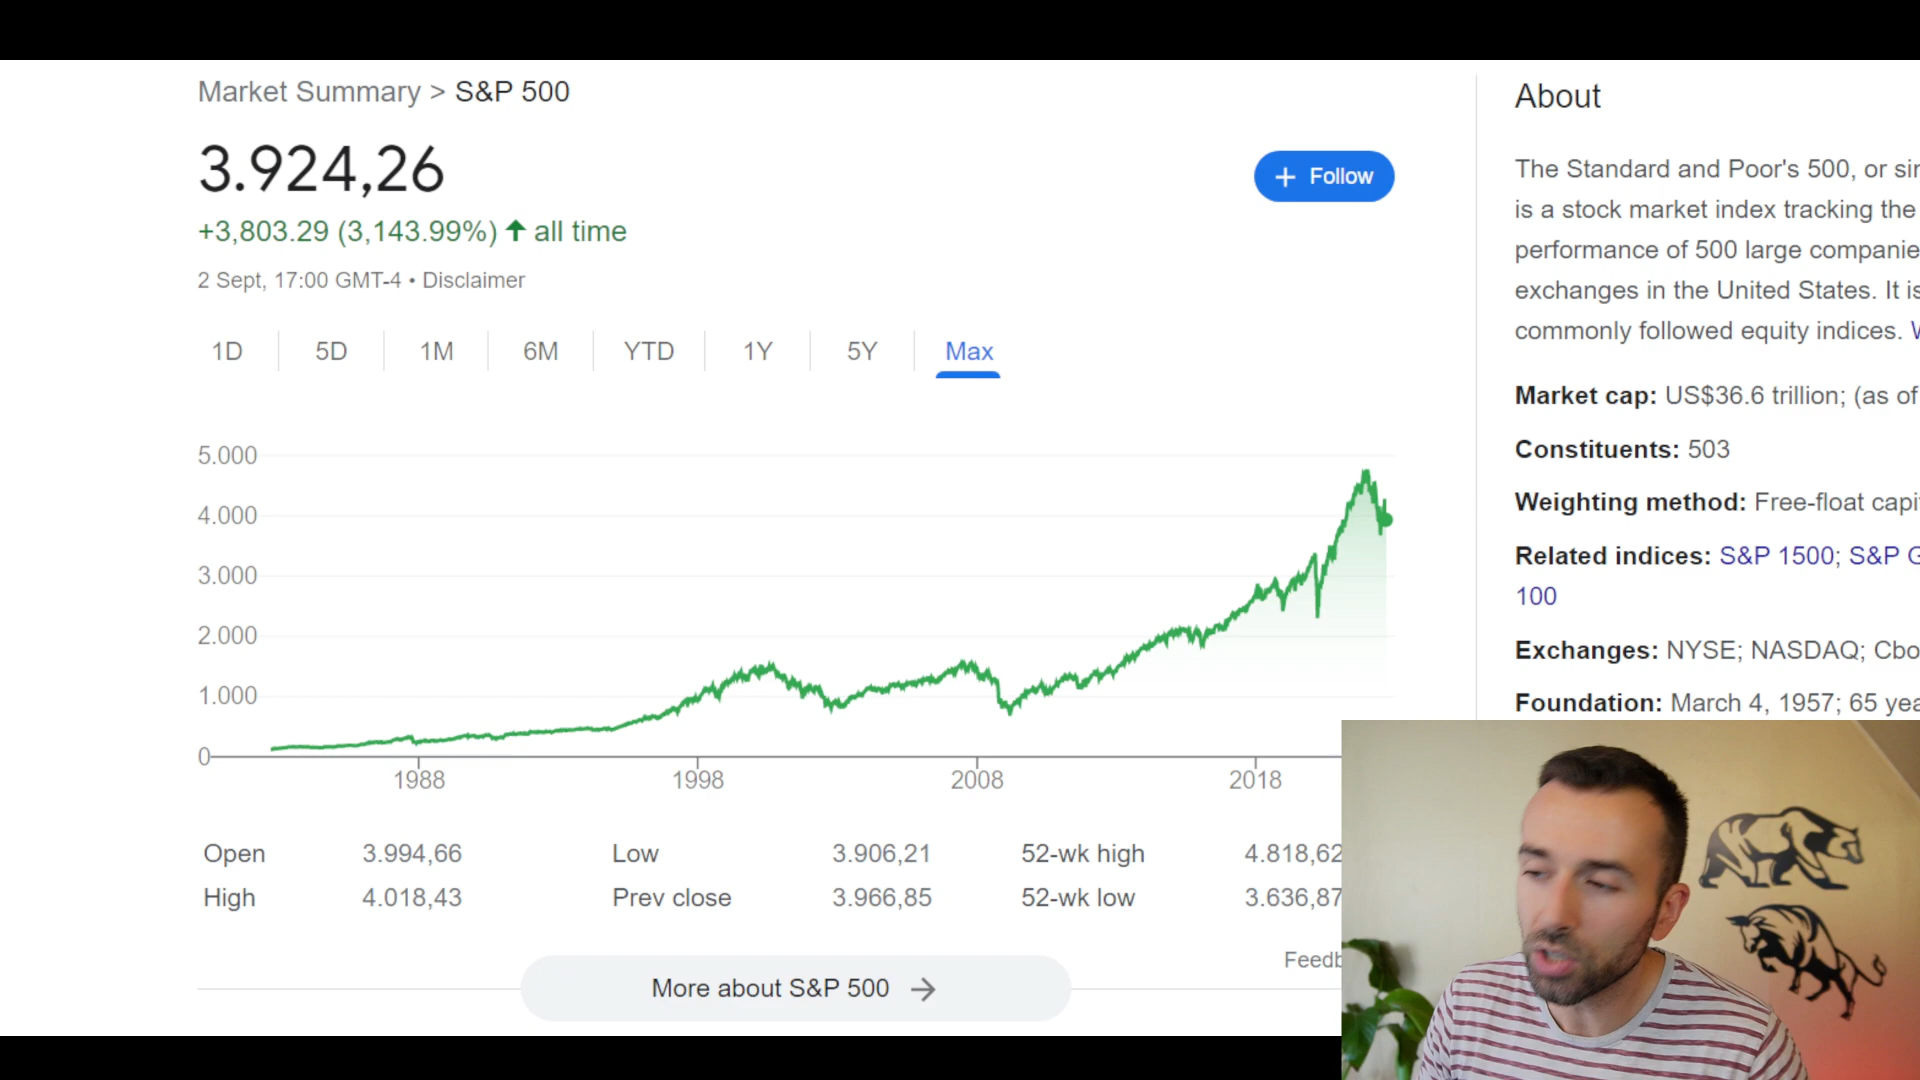 Market Summary > S&P 500
3.924,26
+ Follow
+3,803.29 (3,143.99%) ↑ all time
2 Sept, 17:00 GMT-4 • Disclaimer
1D 5D 1M 6M YTD 1Y 5Y Max
5.000
4.000
3.000
2.000
1.000
0
1988 1998 2008 2018
Open 3.994,66 Low 3.906,21 52-wk high 4.818,62
High 4.018,43 Prev close 3.966,85 52-wk low 3.636,87
Feedb
More about S&P 500 →
About
The Standard and Poor's 500, or sin
is a stock market index tracking the
performance of 500 large companie
exchanges in the United States. It is
commonly followed equity indices. W
Market cap: US$36.6 trillion; (as of
Constituents: 503
Weighting method: Free-float capi
Related indices: S&P 1500; S&P G
100
Exchanges: NYSE; NASDAQ; Cbo
Foundation: March 4, 1957; 65 yea